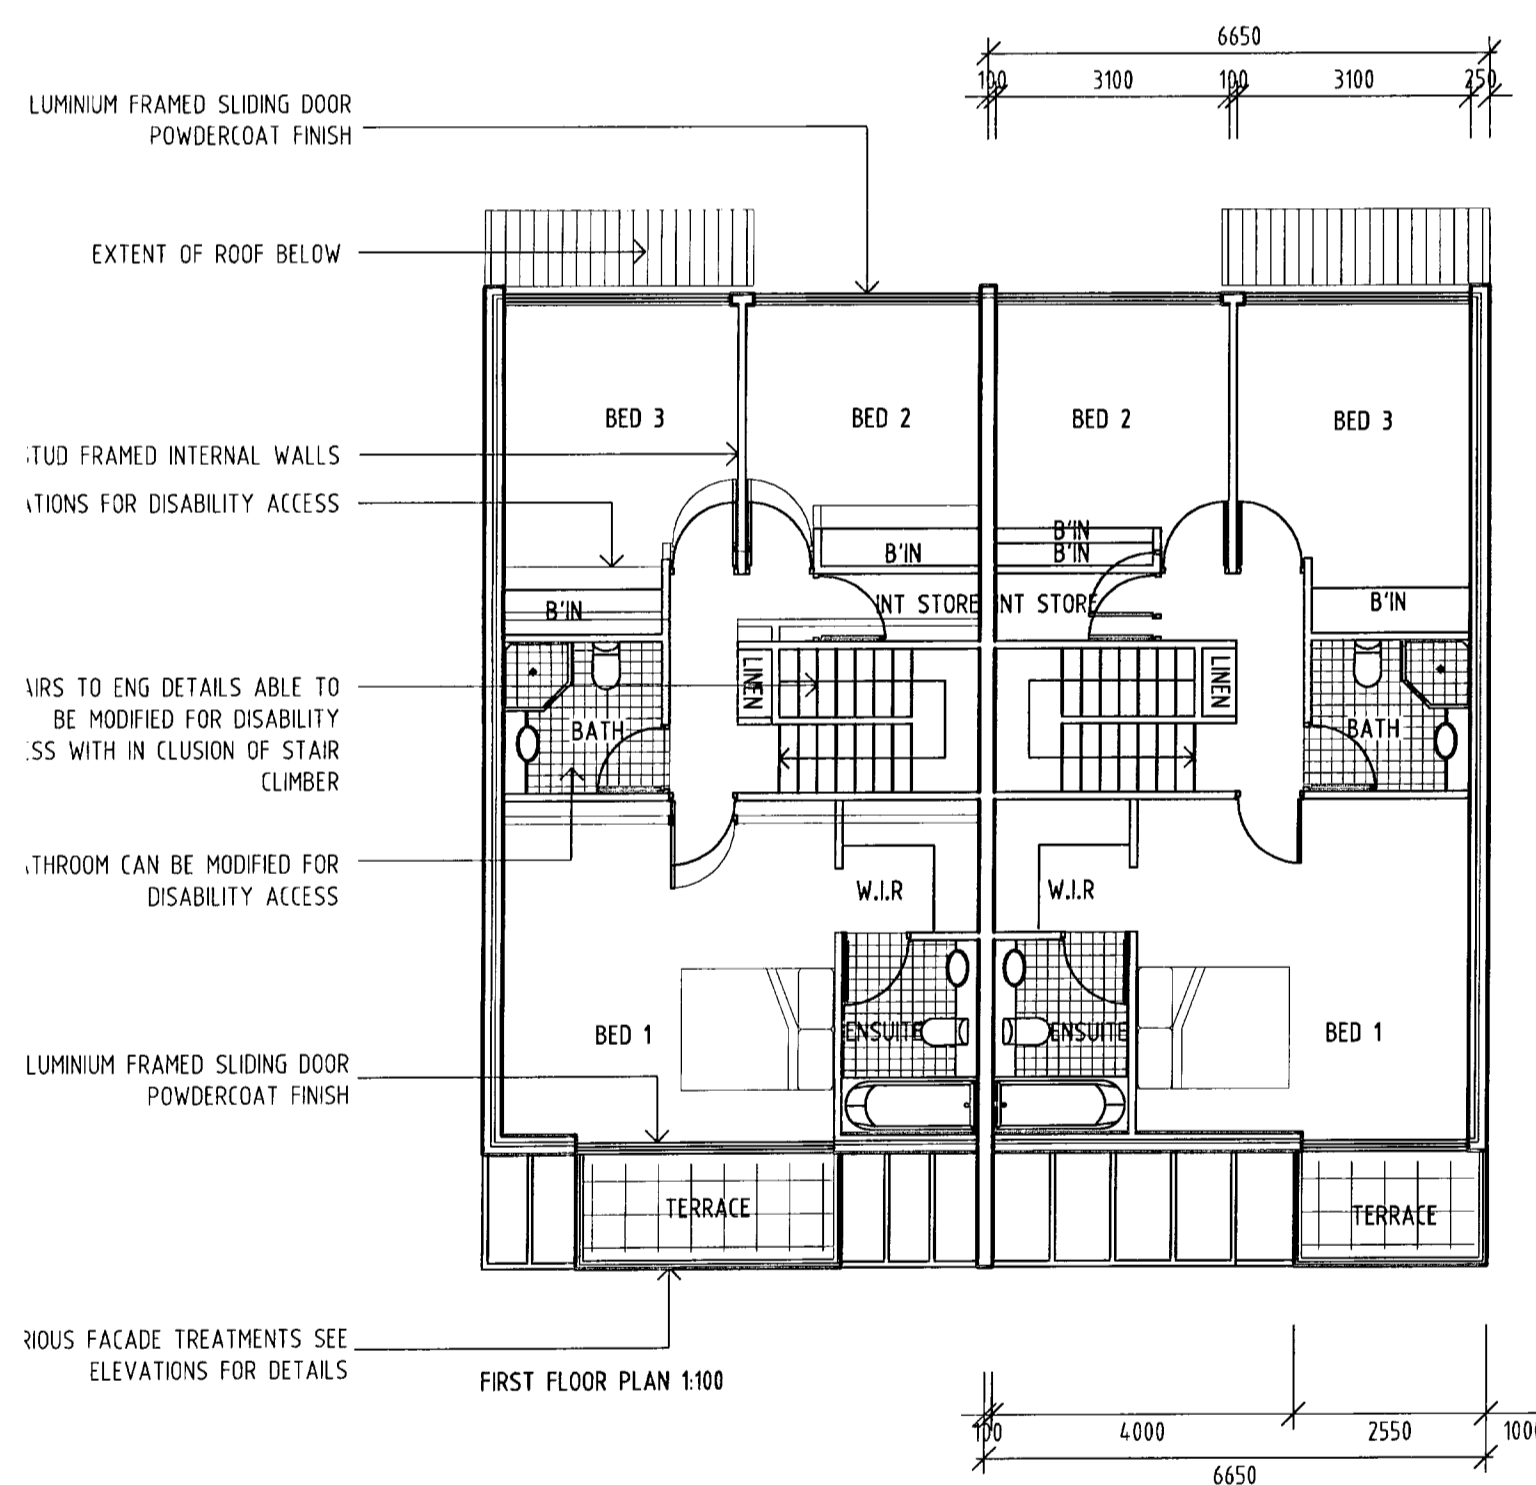 6650
100 3100 100 3100 250
LUMINIUM FRAMED SLIDING DOOR
POWDERCOAT FINISH
EXTENT OF ROOF BELOW
BED 3 BED 2 BED 2 BED 3
TUD FRAMED INTERNAL WALLS
ATIONS FOR DISABILITY ACCESS
B'IN
B'IN B'IN
INT STORE INT STORE
B'IN B'IN
LINEN LINEN
AIRS TO ENG DETAILS ABLE TO
BE MODIFIED FOR DISABILITY
SS WITH IN CLUSION OF STAIR
CLIMBER
BATH BATH
ATHROOM CAN BE MODIFIED FOR
DISABILITY ACCESS
W.I.R W.I.R
ENSUITE ENSUITE
BED 1 BED 1
LUMINIUM FRAMED SLIDING DOOR
POWDERCOAT FINISH
TERRACE TERRACE
RIOUS FACADE TREATMENTS SEE
ELEVATIONS FOR DETAILS
FIRST FLOOR PLAN 1:100
100 4000 2550 100
6650